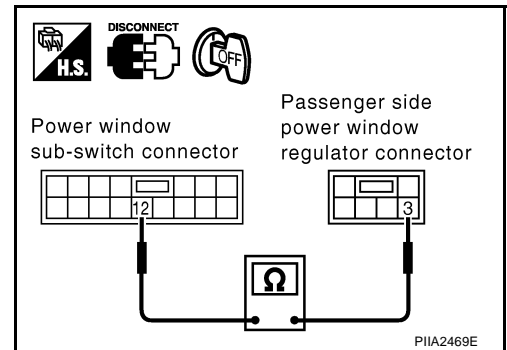 DISCONNECT
H.S.
OFF
Power window
sub-switch connector
Passenger side
power window
regulator connector
12
3
Ω
PIIA2469E